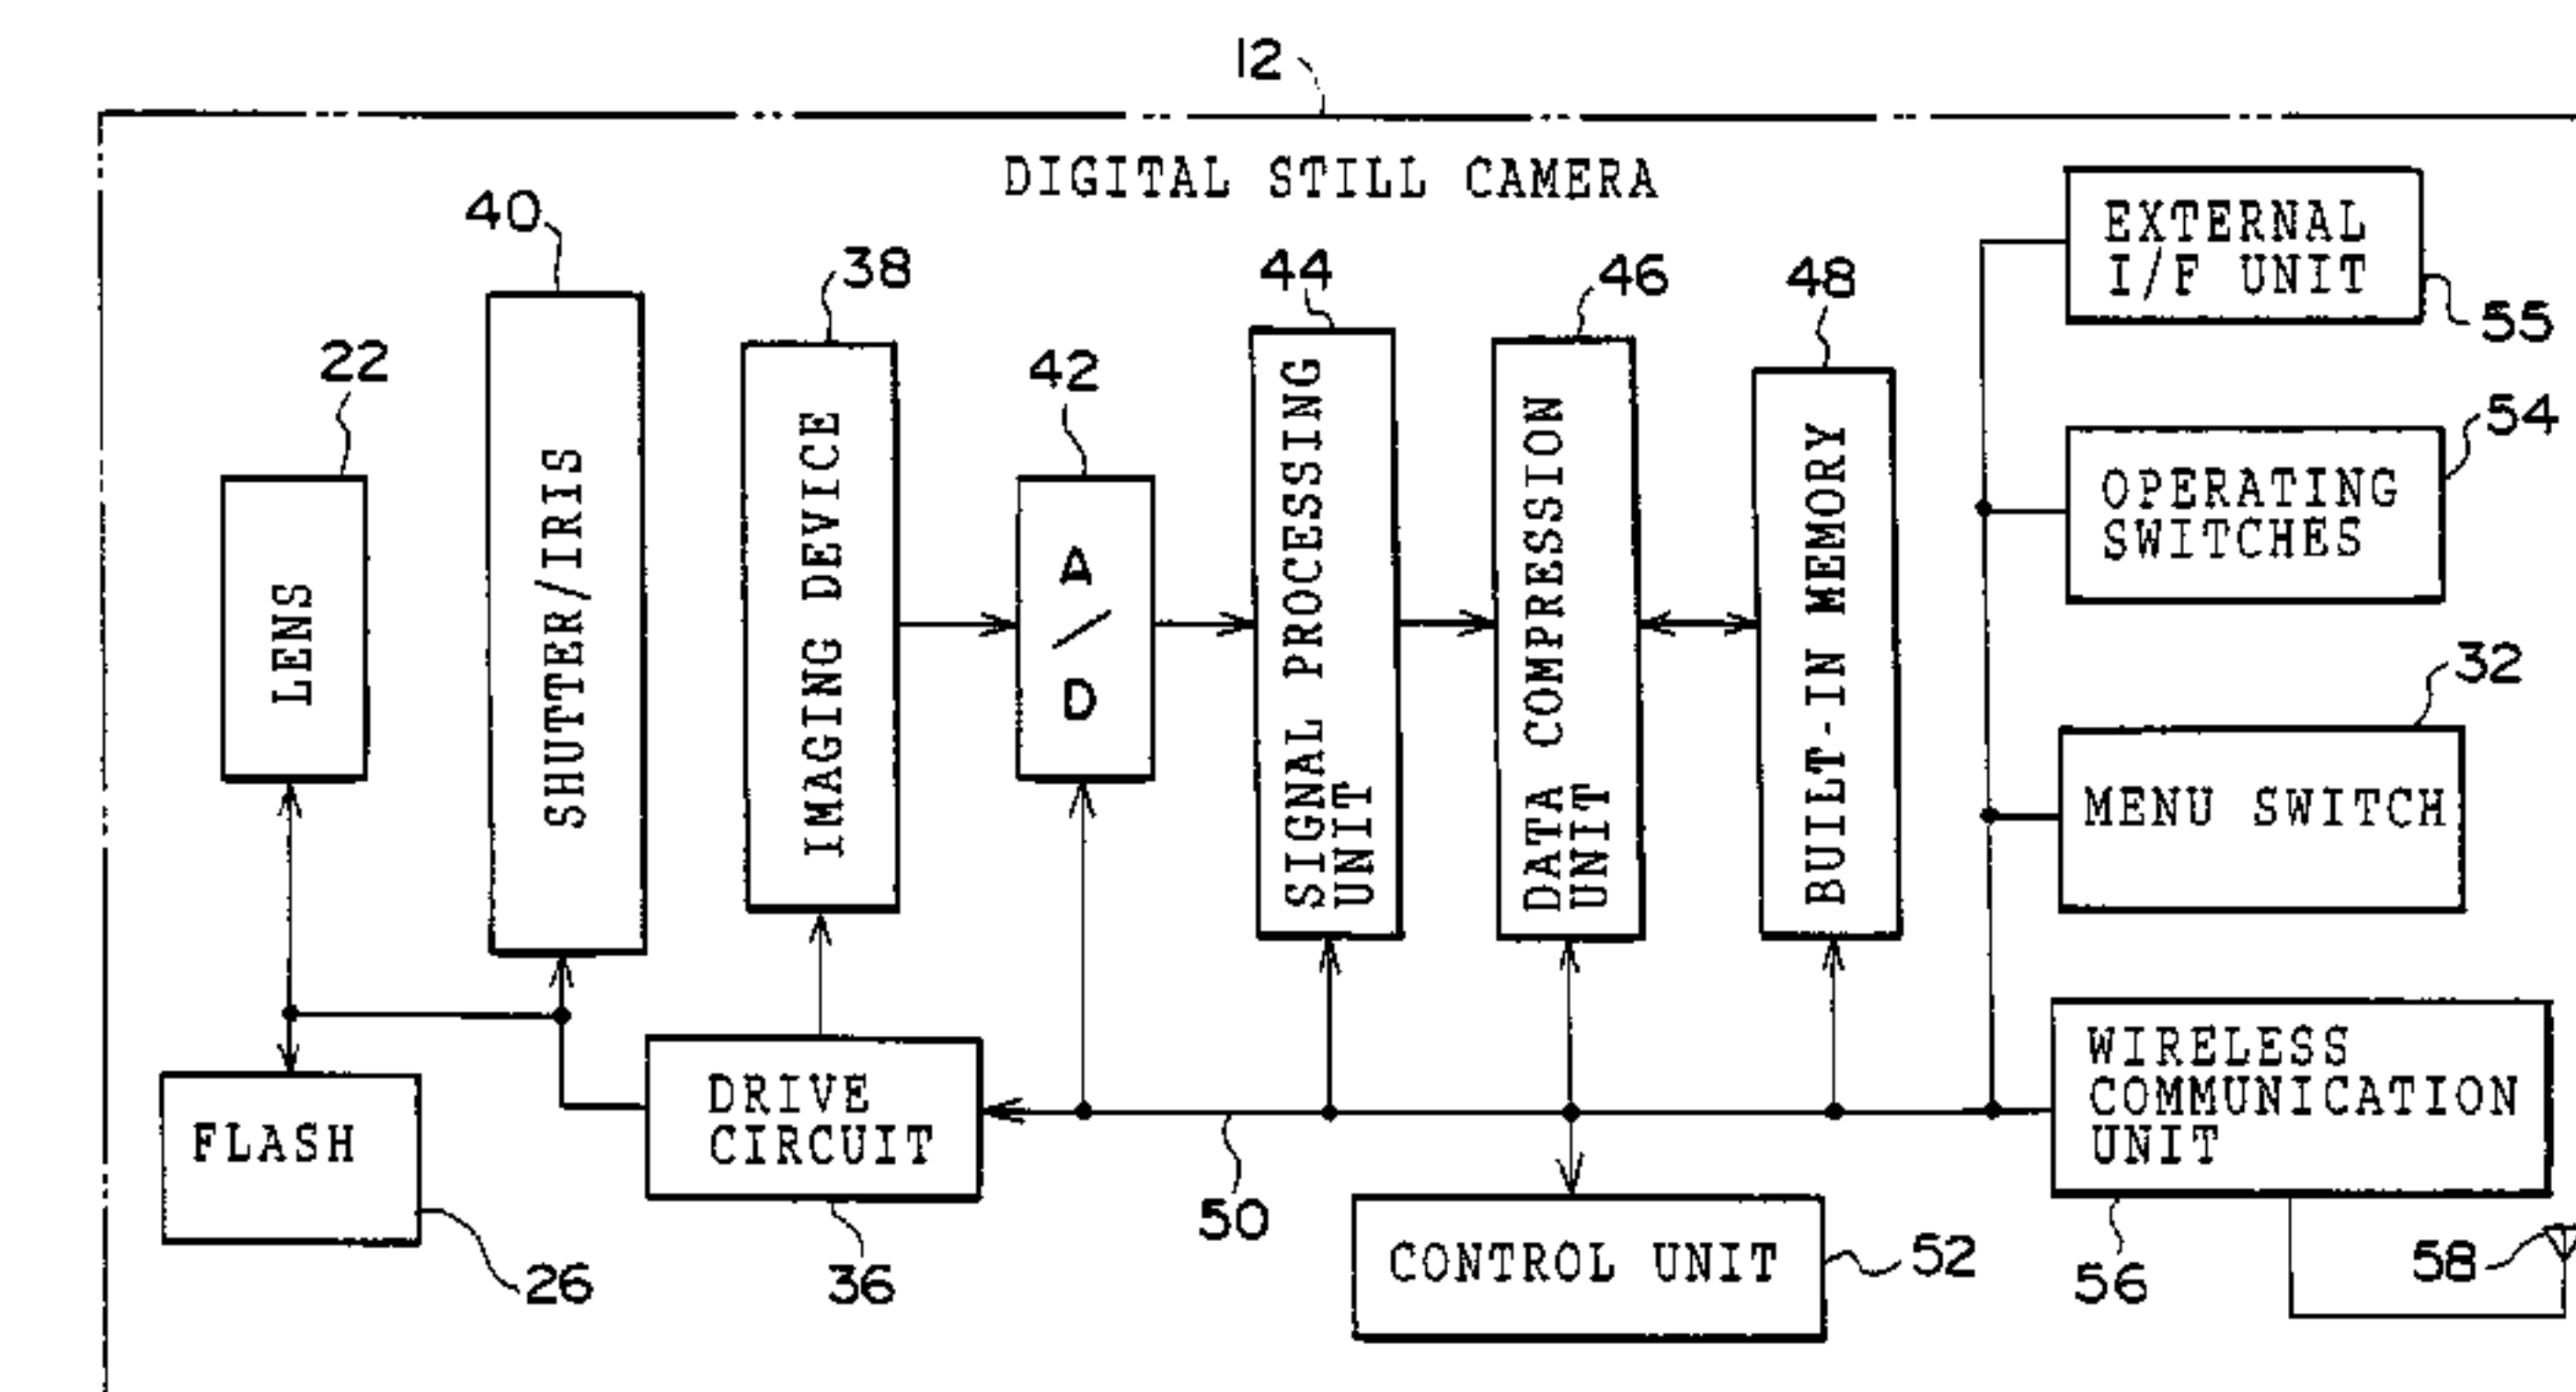 12
DIGITAL STILL CAMERA
40
38
44
46
48
22
42
LENS
SHUTTER/IRIS
IMAGING DEVICE
A
/
D
SIGNAL PROCESSING
UNIT
DATA COMPRESSION
UNIT
BUILT-IN MEMORY
EXTERNAL
I/F UNIT
55
54
OPERATING
SWITCHES
32
MENU SWITCH
WIRELESS
COMMUNICATION
UNIT
56
58
FLASH
26
DRIVE
CIRCUIT
36
50
CONTROL UNIT
52